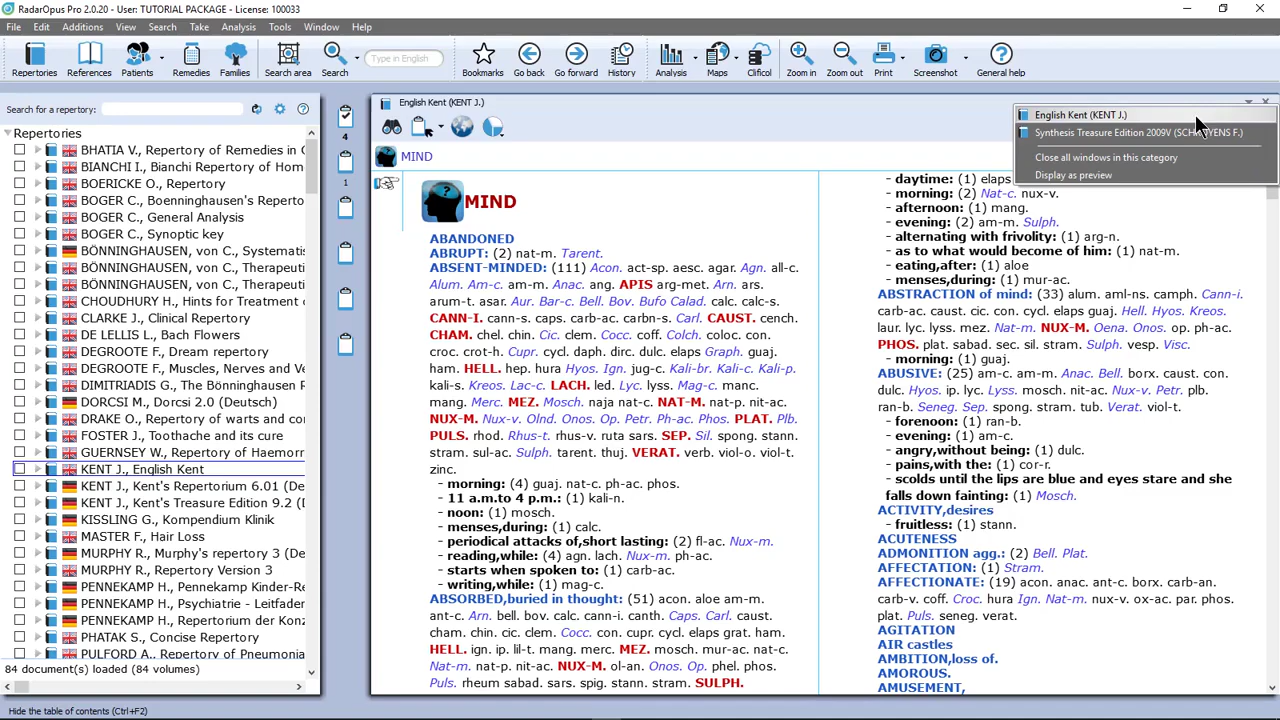 RadarOpus Pro 2.0.20 - User: TUTORIAL PACKAGE - License: 100033
File Edit Additions View Search Take Analysis Tools Window Help
Type in English
Repertories References Patients Remedies Families Search area Search Bookmarks Go back Go forward History Analysis Maps Clificol Zoom in Zoom out Print Screenshot General help
Search for a repertory:
Repertories
BHATIA V., Repertory of Remedies in C
BIANCHI I., Bianchi Repertory of Hom
BOERICKE O., Repertory
BOGER C., Boenninghausen's Reperto
BOGER C., General Analysis
BOGER C., Synoptic key
BÖNNINGHAUSEN, von C., Systematis
BÖNNINGHAUSEN, von C., Therapeuti
BÖNNINGHAUSEN, von C., Therapeuti
CHOUDHURY H., Hints for Treatment o
CLARKE J., Clinical Repertory
DE LELLIS L., Bach Flowers
DEGROOTE F., Dream repertory
DEGROOTE F., Muscles, Nerves and Ve
DIMITRIADIS G., The Bönninghausen R
DORCSI M., Dorcsi 2.0 (Deutsch)
DRAKE O., Repertory of warts and cor
FOSTER J., Toothache and its cure
GUERNSEY W., Repertory of Haemorr
KENT J., English Kent
KENT J., Kent's Repertorium 6.01 (De
KENT J., Kent's Treasure Edition 9.2 (
KISSLING G., Kompendium Klinik
MASTER F., Hair Loss
MURPHY R., Murphy's repertory 3 (De
MURPHY R., Repertory Version 3
PENNEKAMP H., Pennekamp Kinder-Re
PENNEKAMP H., Psychiatrie - Leitfader
PENNEKAMP H., Repertorium der Konz
PHATAK S., Concise Repertory
PULFORD A., Repertory of Pneumonia
84 document(s) loaded (84 volumes)
Hide the table of contents (Ctrl+F2)
4
1
English Kent (KENT J.)
MIND
MIND
ABANDONED
ABRUPT: (2) nat-m. Tarent.
ABSENT-MINDED: (111) Acon. act-sp. aesc. agar. Agn. all-c.
Alum. Am-c. am-m. Anac. ang. APIS arg-met. Arn. ars.
arum-t. asar. Aur. Bar-c. Bell. Bov. Bufo Calad. calc. calc-s.
CANN-I. cann-s. caps. carb-ac. carbn-s. Carl. CAUST. cench.
CHAM. chel. chin. Cic. clem. Cocc. coff. Colch. coloc. con.
croc. crot-h. Cupr. cycl. daph. dirc. dulc. elaps Graph. guaj.
ham. HELL. hep. hura Hyos. Ign. jug-c. Kali-br. Kali-c. Kali-p.
kali-s. Kreos. Lac-c. LACH. led. Lyc. lyss. Mag-c. manc.
mang. Merc. MEZ. Mosch. naja nat-c. NAT-M. nat-p. nit-ac.
NUX-M. Nux-v. Olnd. Onos. Op. Petr. Ph-ac. Phos. PLAT. Plb.
PULS. rhod. Rhus-t. rhus-v. ruta sars. SEP. Sil. spong. stann.
stram. sul-ac. Sulph. tarent. thuj. VERAT. verb. viol-o. viol-t.
zinc.
- morning: (4) guaj. nat-c. ph-ac. phos.
- 11 a.m.to 4 p.m.: (1) kali-n.
- noon: (1) mosch.
- menses,during: (1) calc.
- periodical attacks of,short lasting: (2) fl-ac. Nux-m.
- reading,while: (4) agn. lach. Nux-m. ph-ac.
- starts when spoken to: (1) carb-ac.
- writing,while: (1) mag-c.
ABSORBED,buried in thought: (51) acon. aloe am-m.
ant-c. Arn. bell. bov. calc. cann-i. canth. Caps. Carl. caust.
cham. chin. cic. clem. Cocc. con. cupr. cycl. elaps grat. ham.
HELL. ign. ip. lil-t. mang. merc. MEZ. mosch. mur-ac. nat-c.
Nat-m. nat-p. nit-ac. NUX-M. ol-an. Onos. Op. phel. phos.
Puls. rheum sabad. sars. spig. stann. stram. SULPH.
- daytime: (1) elaps
- morning: (2) Nat-c. nux-v.
- afternoon: (1) mang.
- evening: (2) am-m. Sulph.
- alternating with frivolity: (1) arg-n.
- as to what would become of him: (1) nat-m.
- eating,after: (1) aloe
- menses,during: (1) mur-ac.
ABSTRACTION of mind: (33) alum. aml-ns. camph. Cann-i.
carb-ac. caust. cic. con. cycl. elaps guaj. Hell. Hyos. Kreos.
laur. lyc. lyss. mez. Nat-m. NUX-M. Oena. Onos. op. ph-ac.
PHOS. plat. sabad. sec. sil. stram. Sulph. vesp. Visc.
- morning: (1) guaj.
ABUSIVE: (25) am-c. am-m. Anac. Bell. borx. caust. con.
dulc. Hyos. ip. lyc. Lyss. mosch. nit-ac. Nux-v. Petr. plb.
ran-b. Seneg. Sep. spong. stram. tub. Verat. viol-t.
- forenoon: (1) ran-b.
- evening: (1) am-c.
- angry,without being: (1) dulc.
- pains,with the: (1) cor-r.
- scolds until the lips are blue and eyes stare and she
falls down fainting: (1) Mosch.
ACTIVITY,desires
- fruitless: (1) stann.
ACUTENESS
ADMONITION agg.: (2) Bell. Plat.
AFFECTATION: (1) Stram.
AFFECTIONATE: (19) acon. anac. ant-c. borx. carb-an.
carb-v. coff. Croc. hura Ign. Nat-m. nux-v. ox-ac. par. phos.
plat. Puls. seneg. verat.
AGITATION
AIR castles
AMBITION,loss of.
AMOROUS.
AMUSEMENT,
English Kent (KENT J.)
Synthesis Treasure Edition 2009V (SCH YENS F.)
Close all windows in this category
Display as preview